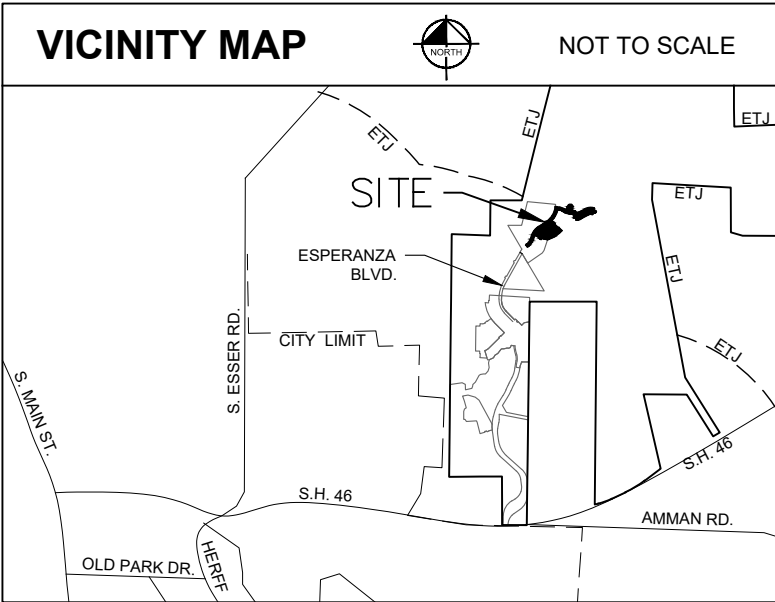 VICINITY MAP
NORTH
NOT TO SCALE
ETJ
ETJ
ETJ
SITE
ETJ
ESPERANZA
BLVD.
ETJ
S. ESSER RD.
CITY LIMIT
ETJ
S. MAIN ST.
S.H. 46
S.H. 46
AMMAN RD.
OLD PARK DR.
HERFF